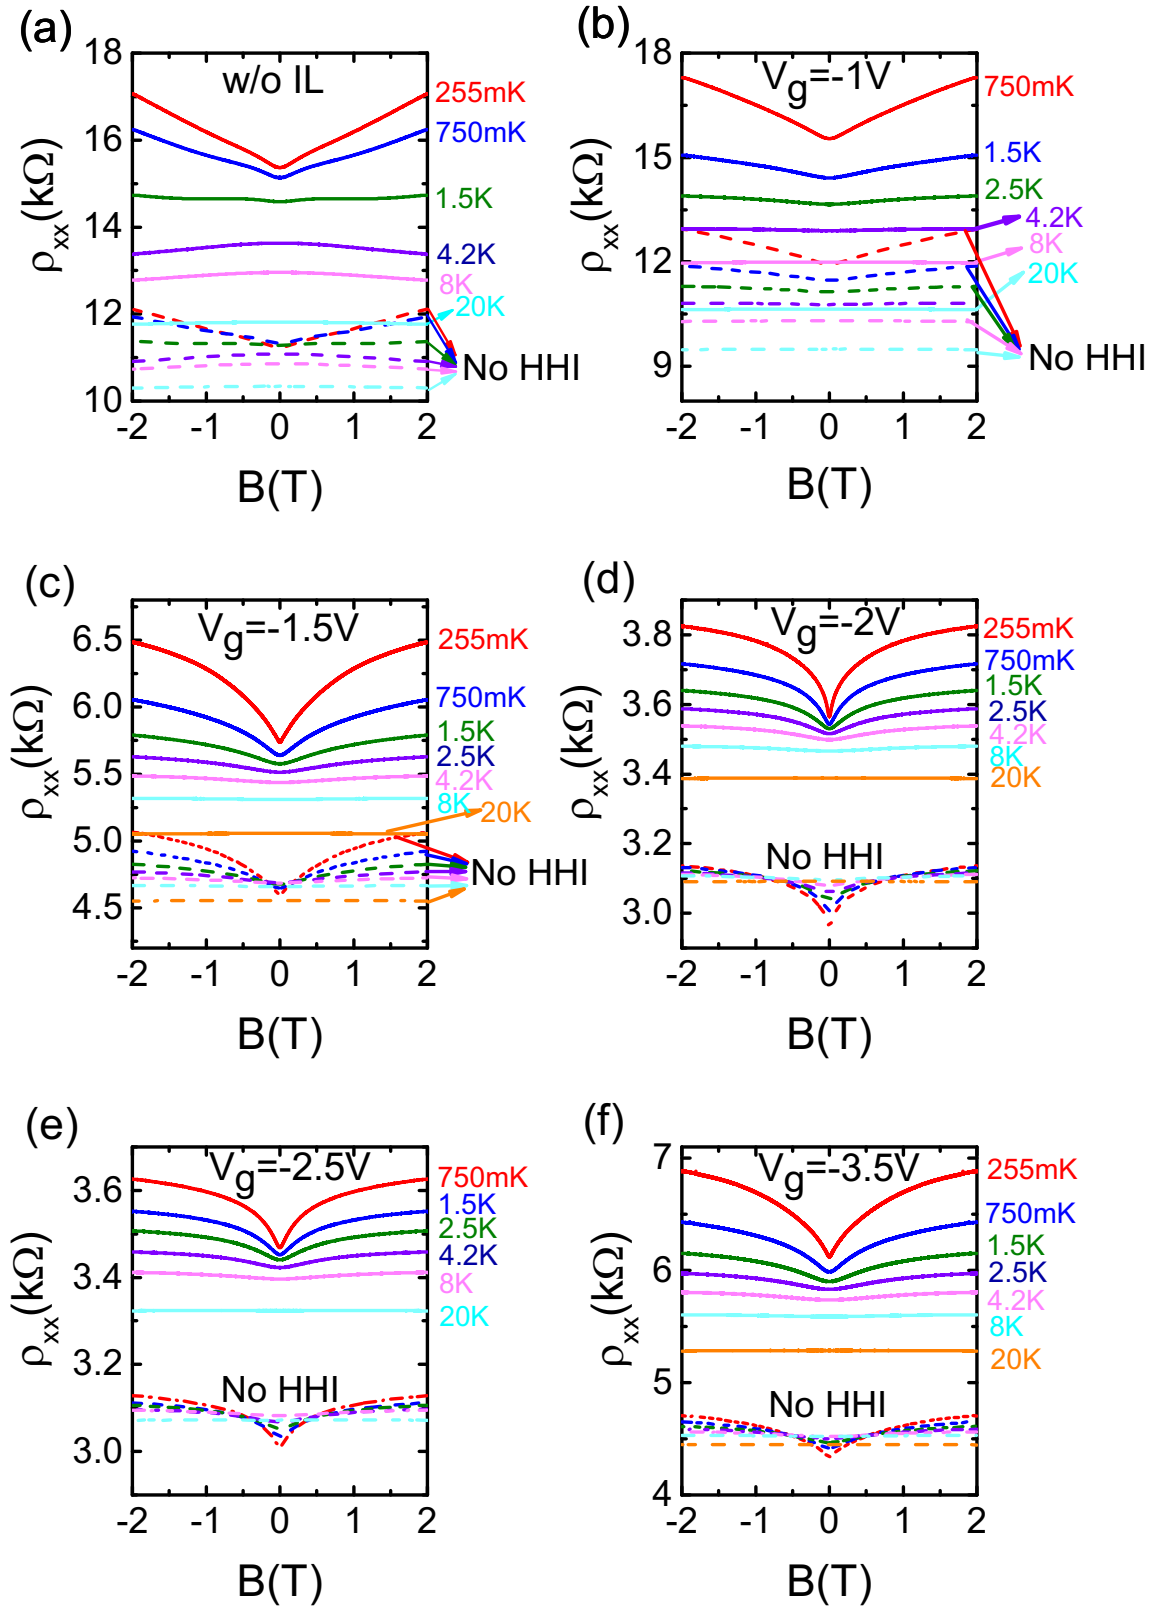 (a)
w/o IL
18
16
14
12
10
ρxx(kΩ)
255mK
750mK
1.5K
4.2K
8K
20K
No HHI
-2 -1 0 1 2
B(T)
(b)
Vg=-1V
18
15
12
9
ρxx(kΩ)
750mK
1.5K
2.5K
4.2K
8K
20K
No HHI
-2 -1 0 1 2
B(T)
(c)
Vg=-1.5V
6.5
6.0
5.5
5.0
4.5
ρxx(kΩ)
255mK
750mK
1.5K
2.5K
4.2K
8K
20K
No HHI
-2 -1 0 1 2
B(T)
(d)
Vg=-2V
3.8
3.6
3.4
3.2
3.0
ρxx(kΩ)
255mK
750mK
1.5K
2.5K
4.2K
8K
20K
No HHI
-2 -1 0 1 2
B(T)
(e)
Vg=-2.5V
3.6
3.4
3.2
3.0
ρxx(kΩ)
750mK
1.5K
2.5K
4.2K
8K
20K
No HHI
-2 -1 0 1 2
B(T)
(f)
Vg=-3.5V
7
6
5
4
ρxx(kΩ)
255mK
750mK
1.5K
2.5K
4.2K
8K
20K
No HHI
-2 -1 0 1 2
B(T)